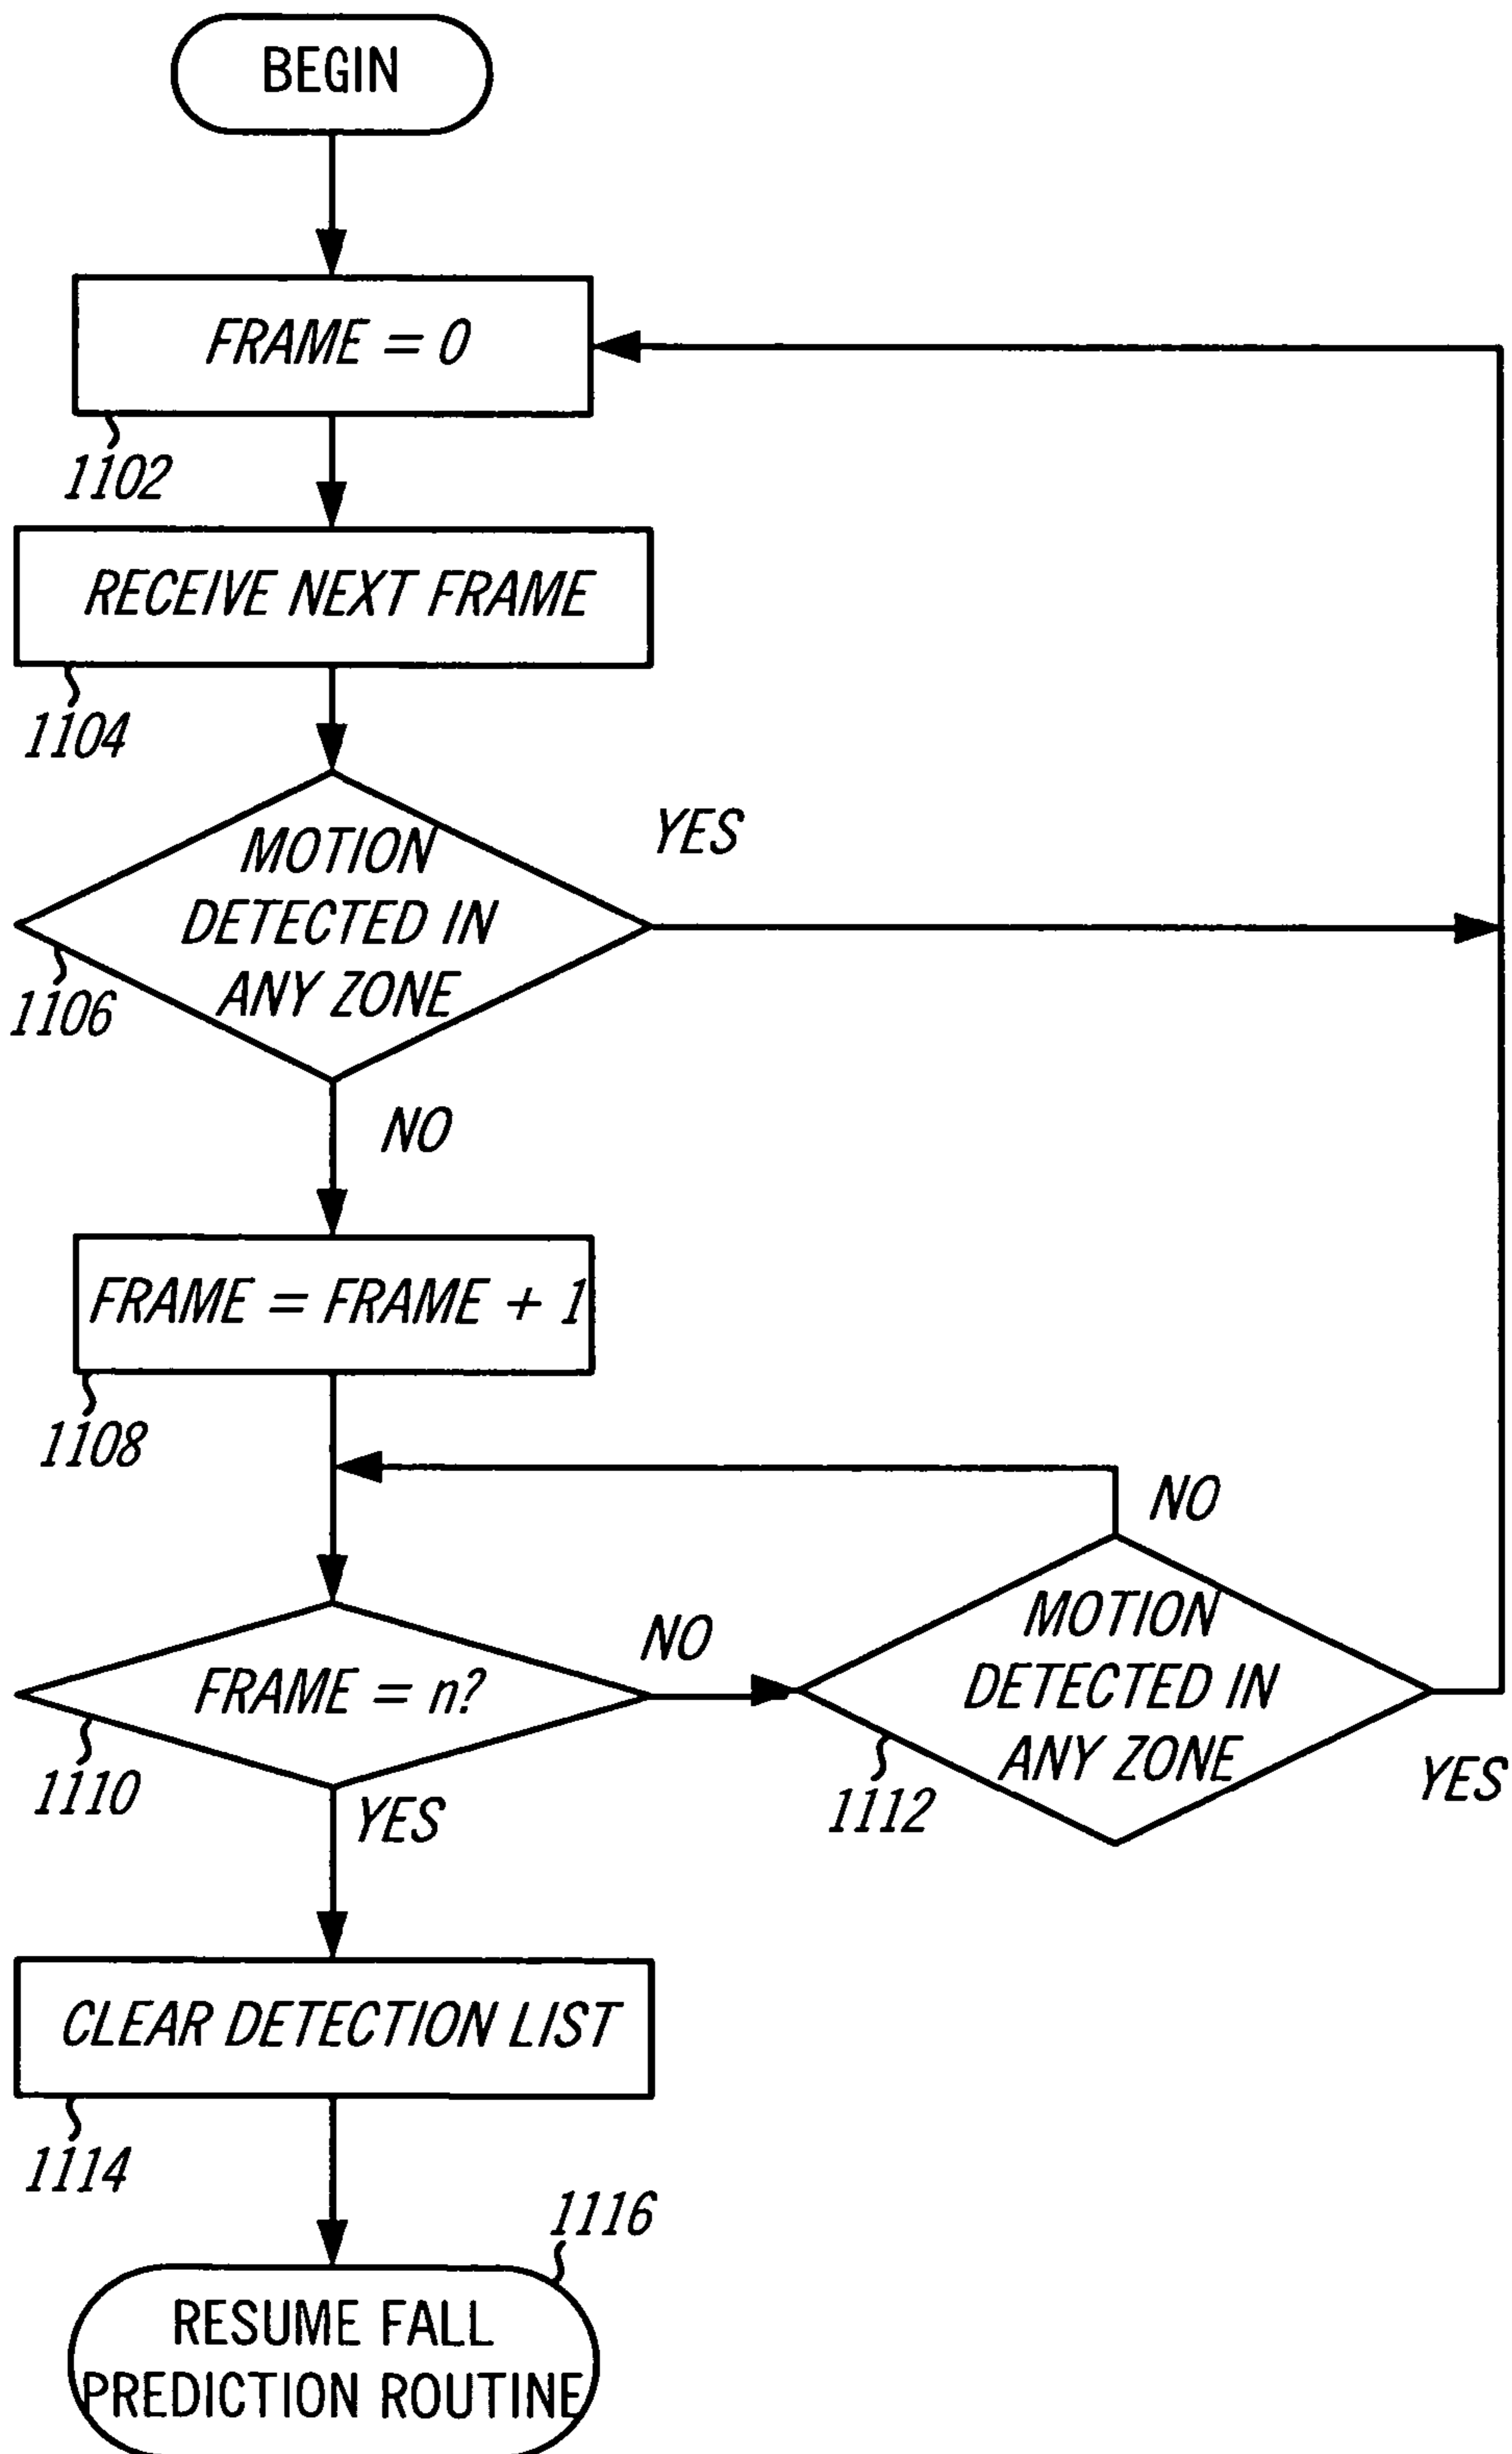 BEGIN
FRAME = 0
1102
RECEIVE NEXT FRAME
1104
MOTION
DETECTED IN
ANY ZONE
YES
1106
NO
FRAME = FRAME + 1
1108
NO
FRAME = n?
NO
1110
YES
MOTION
DETECTED IN
ANY ZONE
1112
YES
CLEAR DETECTION LIST
1114
1116
RESUME FALL
PREDICTION ROUTINE